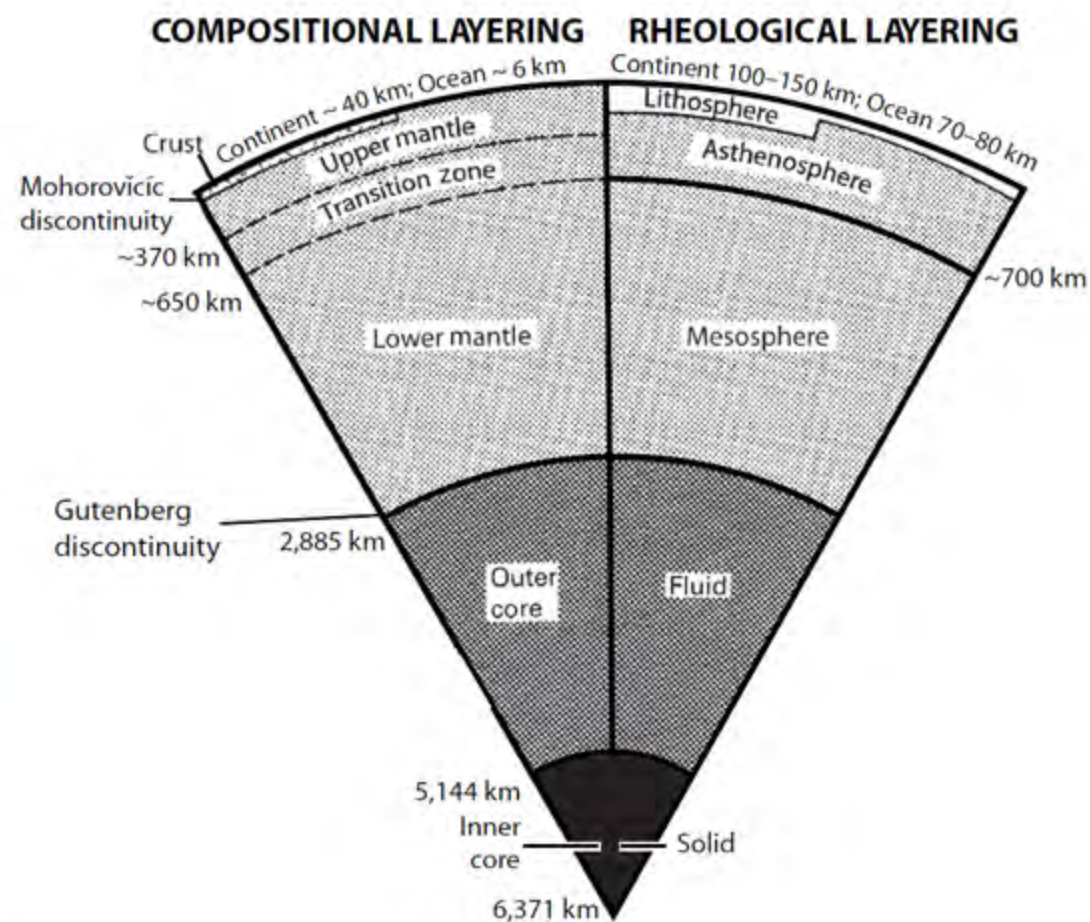 COMPOSITIONAL LAYERING
RHEOLOGICAL LAYERING
Continent ~ 40 km; Ocean ~ 6 km
Continent 100–150 km; Ocean 70–80 km
Crust
Mohorovĭcíc
discontinuity
Upper mantle
Transition zone
Lithosphere
Asthenosphere
~370 km
~650 km
~700 km
Lower mantle
Mesosphere
Gutenberg
discontinuity
2,885 km
Outer
core
Fluid
5,144 km
Inner
core
Solid
6,371 km